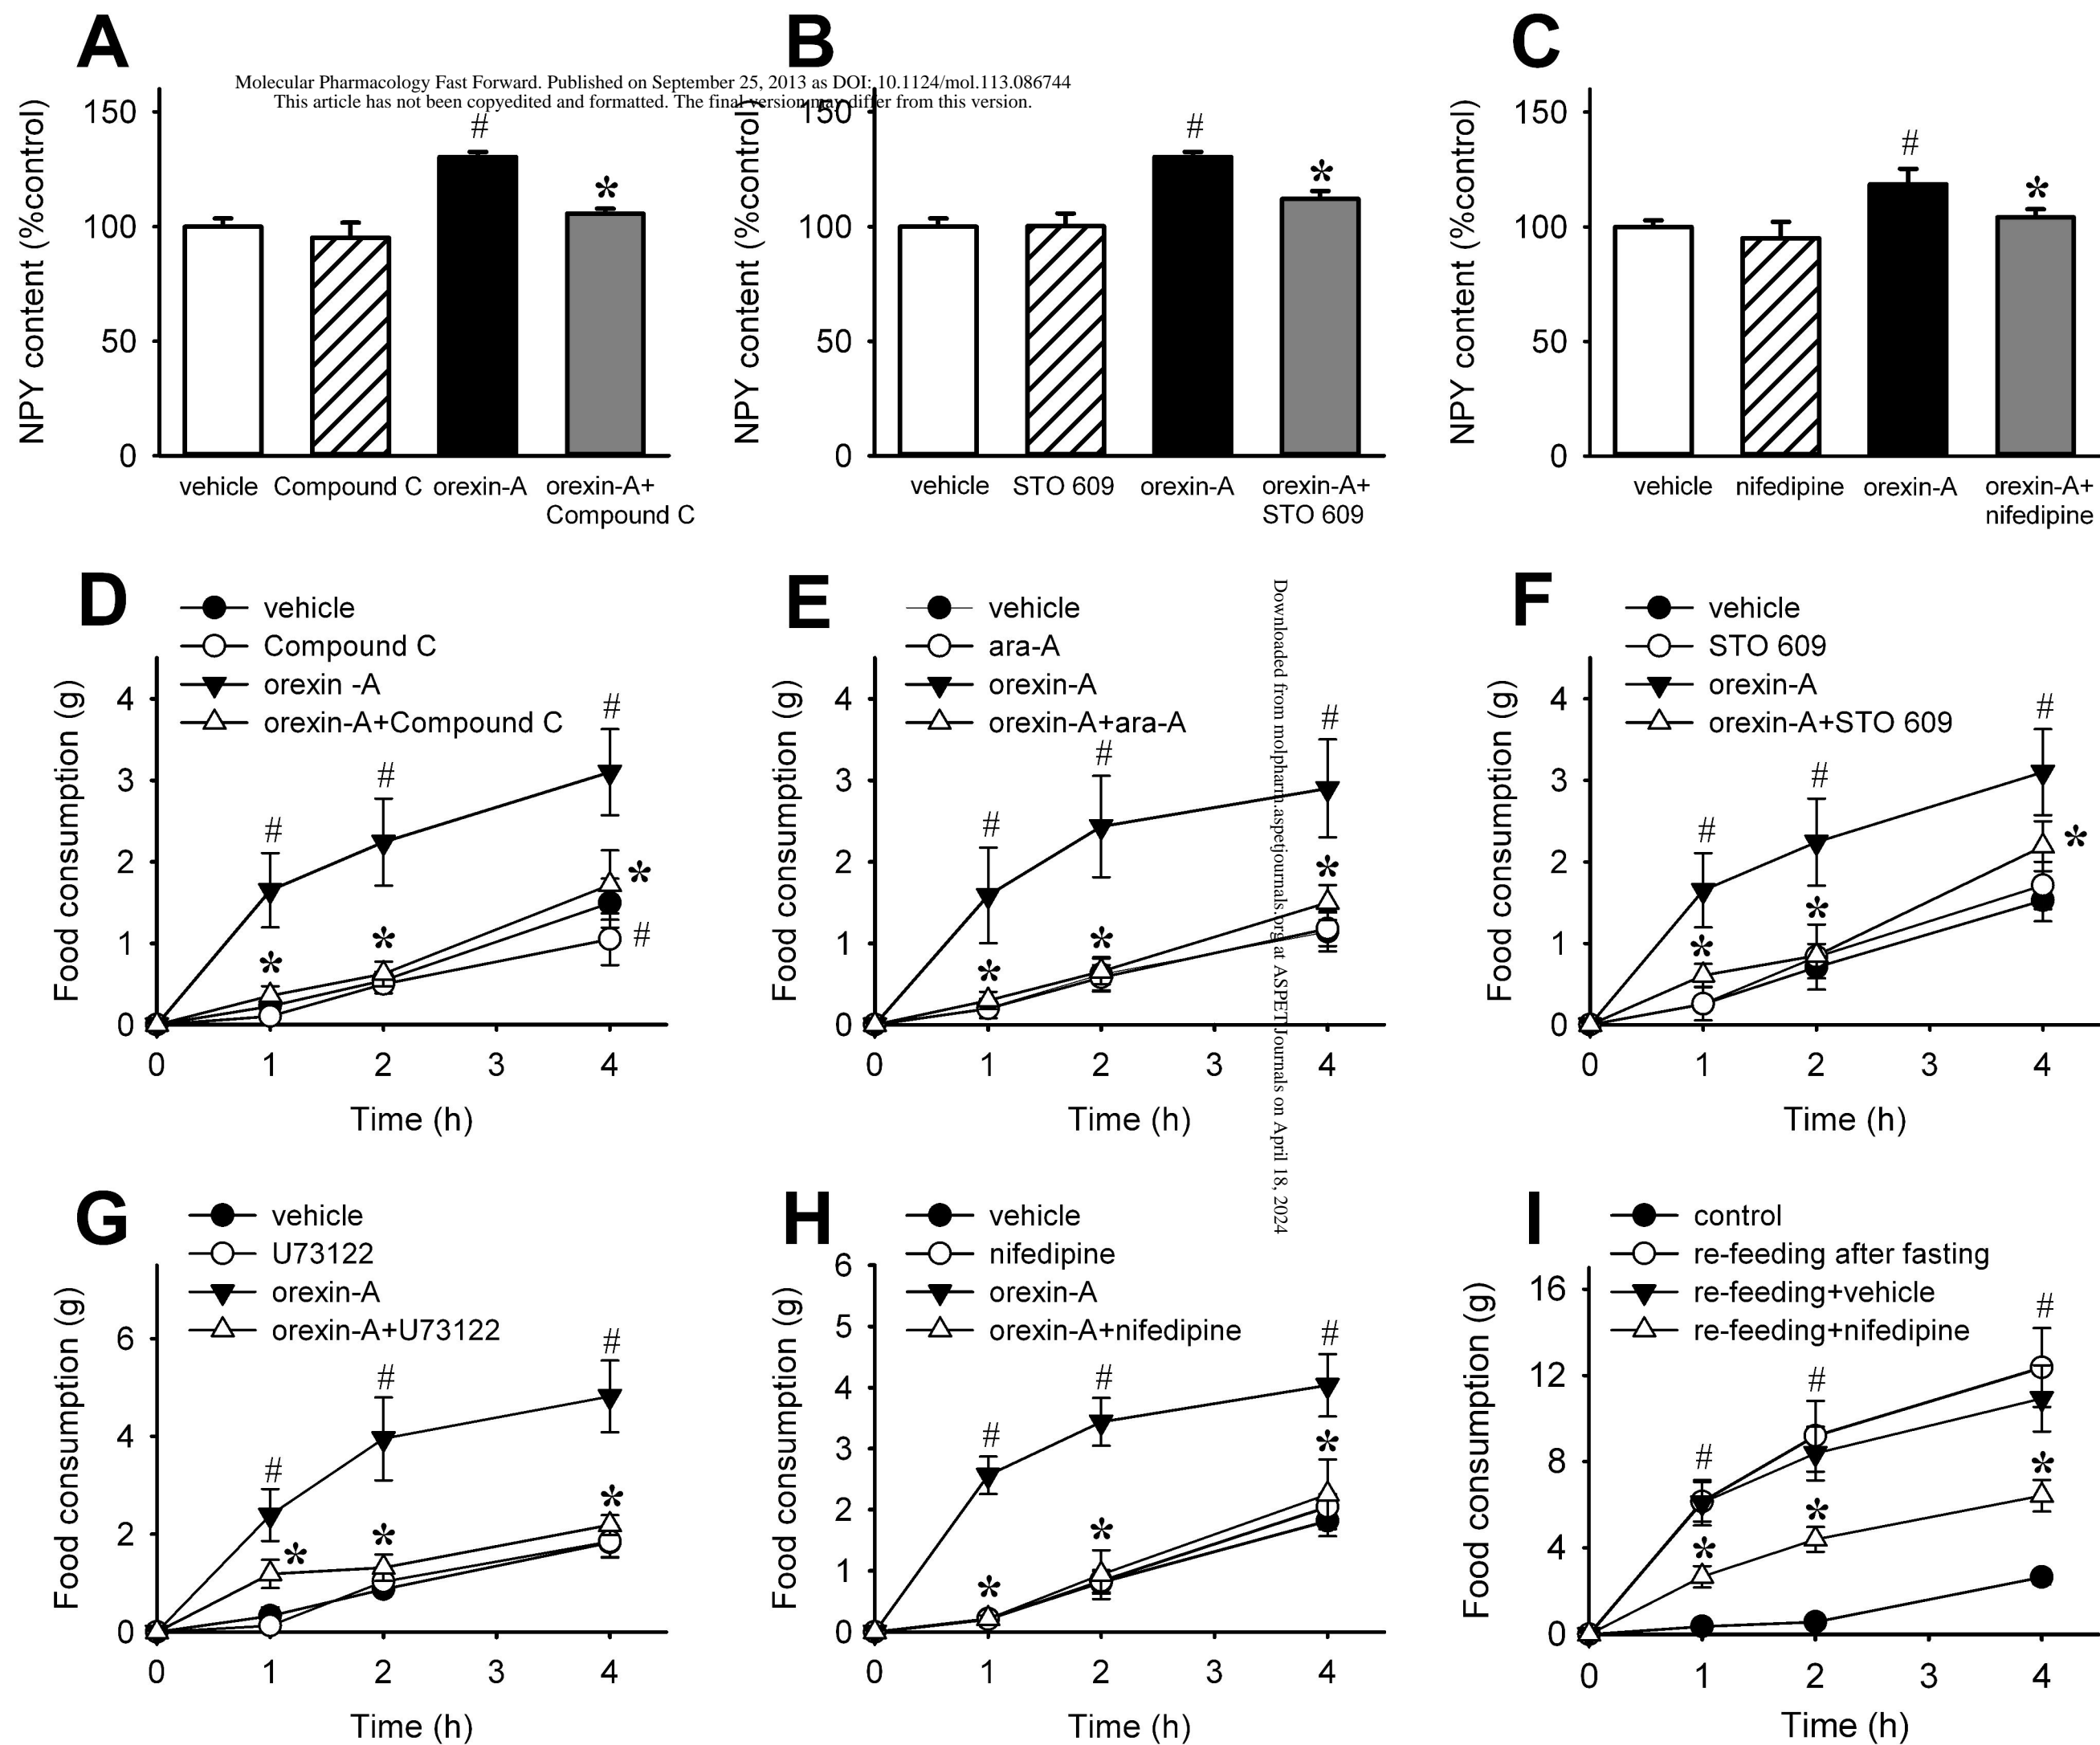 A
B
C
Molecular Pharmacology Fast Forward. Published on September 25, 2013 as DOI: 10.1124/mol.113.086744
This article has not been copyedited and formatted. The final version may differ from this version.
NPY content (%control)
150
100
50
0
#
*
vehicle
Compound C
orexin-A
orexin-A+
Compound C
NPY content (%control)
150
100
50
0
#
*
vehicle
STO 609
orexin-A
orexin-A+
STO 609
NPY content (%control)
150
100
50
0
#
*
vehicle
nifedipine
orexin-A
orexin-A+
nifedipine
D
vehicle
Compound C
orexin -A
orexin-A+Compound C
Food consumption (g)
4
3
2
1
0
# # #
* * *
#
0 1 2 3 4
Time (h)
E
vehicle
ara-A
orexin-A
orexin-A+ara-A
Food consumption (g)
4
3
2
1
0
# # #
* * *
0 1 2 3 4
Time (h)
Downloaded from molpharm.aspetjournals.org at ASPET Journals on April 18, 2024
F
vehicle
STO 609
orexin-A
orexin-A+STO 609
Food consumption (g)
4
3
2
1
0
# # #
* * *
0 1 2 3 4
Time (h)
G
vehicle
U73122
orexin-A
orexin-A+U73122
Food consumption (g)
6
4
2
0
# # #
* * *
0 1 2 3 4
Time (h)
H
vehicle
nifedipine
orexin-A
orexin-A+nifedipine
Food consumption (g)
6
5
4
3
2
1
0
# # #
* * *
0 1 2 3 4
Time (h)
I
control
re-feeding after fasting
re-feeding+vehicle
re-feeding+nifedipine
Food consumption (g)
16
12
8
4
0
# # #
* * *
0 1 2 3 4
Time (h)